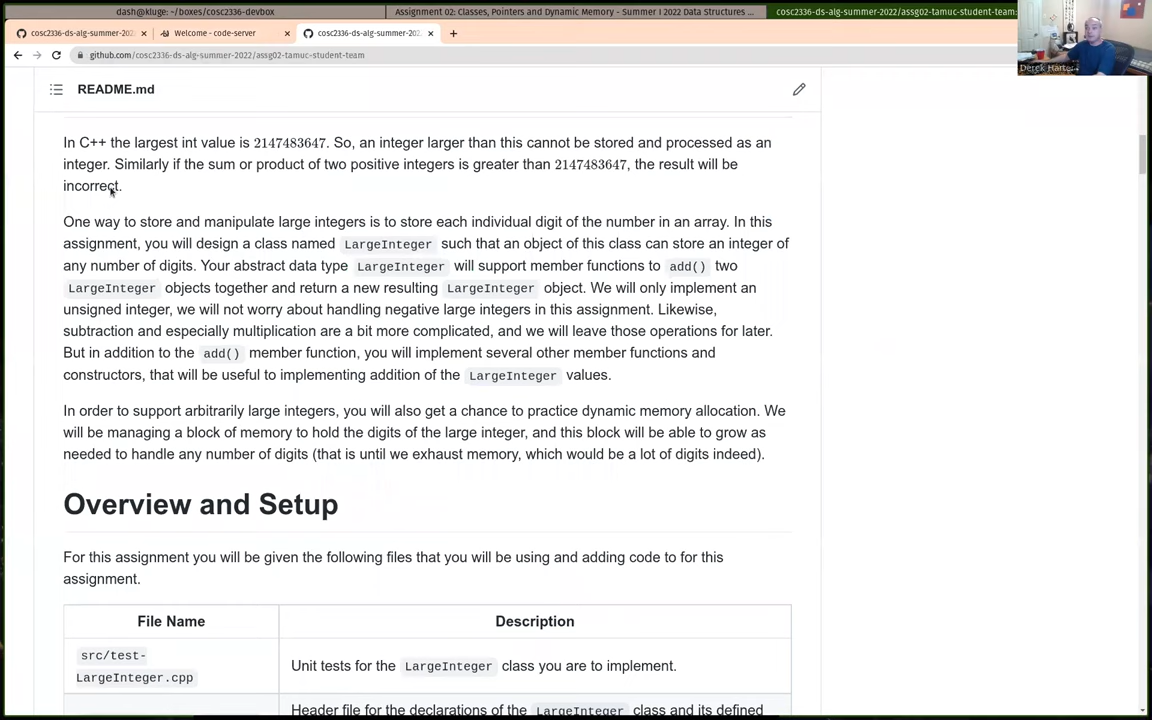 dash@kluge: ~/boxes/cosc2336-devbox
Assignment 02: Classes, Pointers and Dynamic Memory - Summer I 2022 Data Structures ...
cosc2336-ds-alg-summer-2022/assg02-tamuc-student-team:
cosc2336-ds-alg-summer-202
Welcome - code-server
cosc2336-ds-alg-summer-202
github.com/cosc2336-ds-alg-summer-2022/assg02-tamuc-student-team
Derek Harter
README.md
In C++ the largest int value is 2147483647. So, an integer larger than this cannot be stored and processed as an
integer. Similarly if the sum or product of two positive integers is greater than 2147483647, the result will be
incorrect.
One way to store and manipulate large integers is to store each individual digit of the number in an array. In this
assignment, you will design a class named LargeInteger such that an object of this class can store an integer of
any number of digits. Your abstract data type LargeInteger will support member functions to add() two
LargeInteger objects together and return a new resulting LargeInteger object. We will only implement an
unsigned integer, we will not worry about handling negative large integers in this assignment. Likewise,
subtraction and especially multiplication are a bit more complicated, and we will leave those operations for later.
But in addition to the add() member function, you will implement several other member functions and
constructors, that will be useful to implementing addition of the LargeInteger values.
In order to support arbitrarily large integers, you will also get a chance to practice dynamic memory allocation. We
will be managing a block of memory to hold the digits of the large integer, and this block will be able to grow as
needed to handle any number of digits (that is until we exhaust memory, which would be a lot of digits indeed).
Overview and Setup
For this assignment you will be given the following files that you will be using and adding code to for this
assignment.
File Name
Description
src/test-
LargeInteger.cpp
Unit tests for the LargeInteger class you are to implement.
Header file for the declarations of the LargeInteger class and its defined